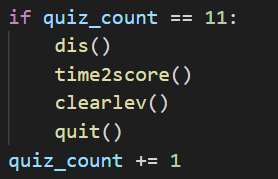 if quiz_count == 11:
    dis()
    time2score()
    clearlev()
    quit()
quiz_count += 1